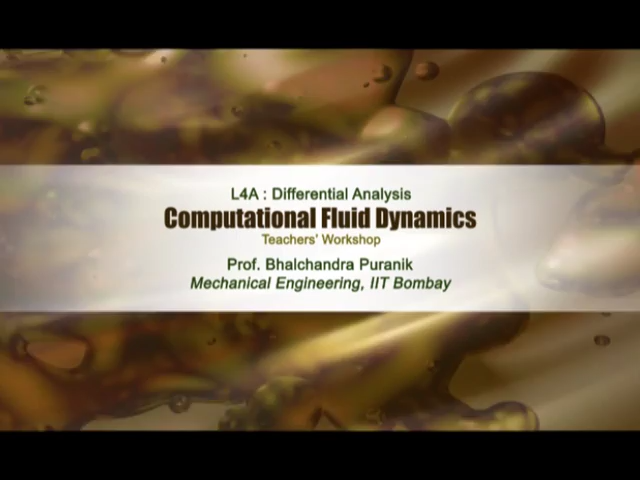 L4A : Differential Analysis
Computational Fluid Dynamics
Teachers' Workshop
Prof. Bhalchandra Puranik
Mechanical Engineering, IIT Bombay